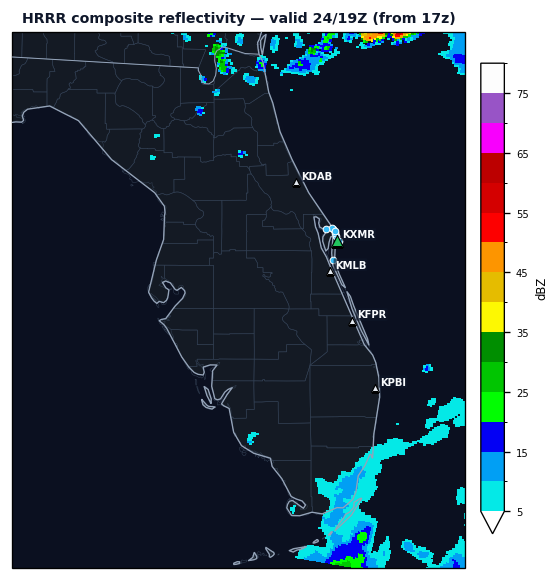 HRRR composite reflectivity — valid 24/19Z (from 17z)
KDAB
KXMR
KMLB
KFPR
KPBI
75
65
55
45
35
25
15
5
dBZ